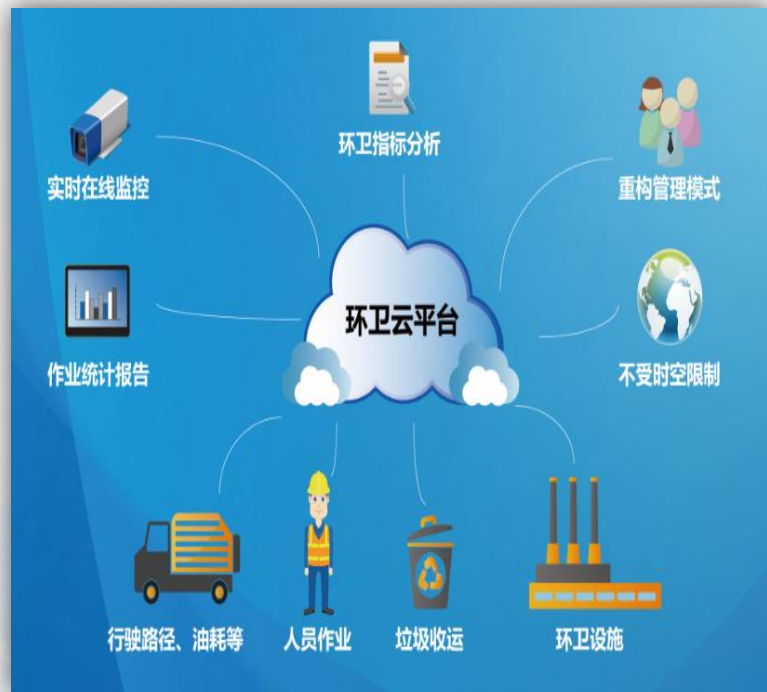 环卫指标分析
实时在线监控
重构管理模式
环卫云平台
作业统计报告
不受时空限制
行驶路径、油耗等
人员作业
垃圾收运
环卫设施